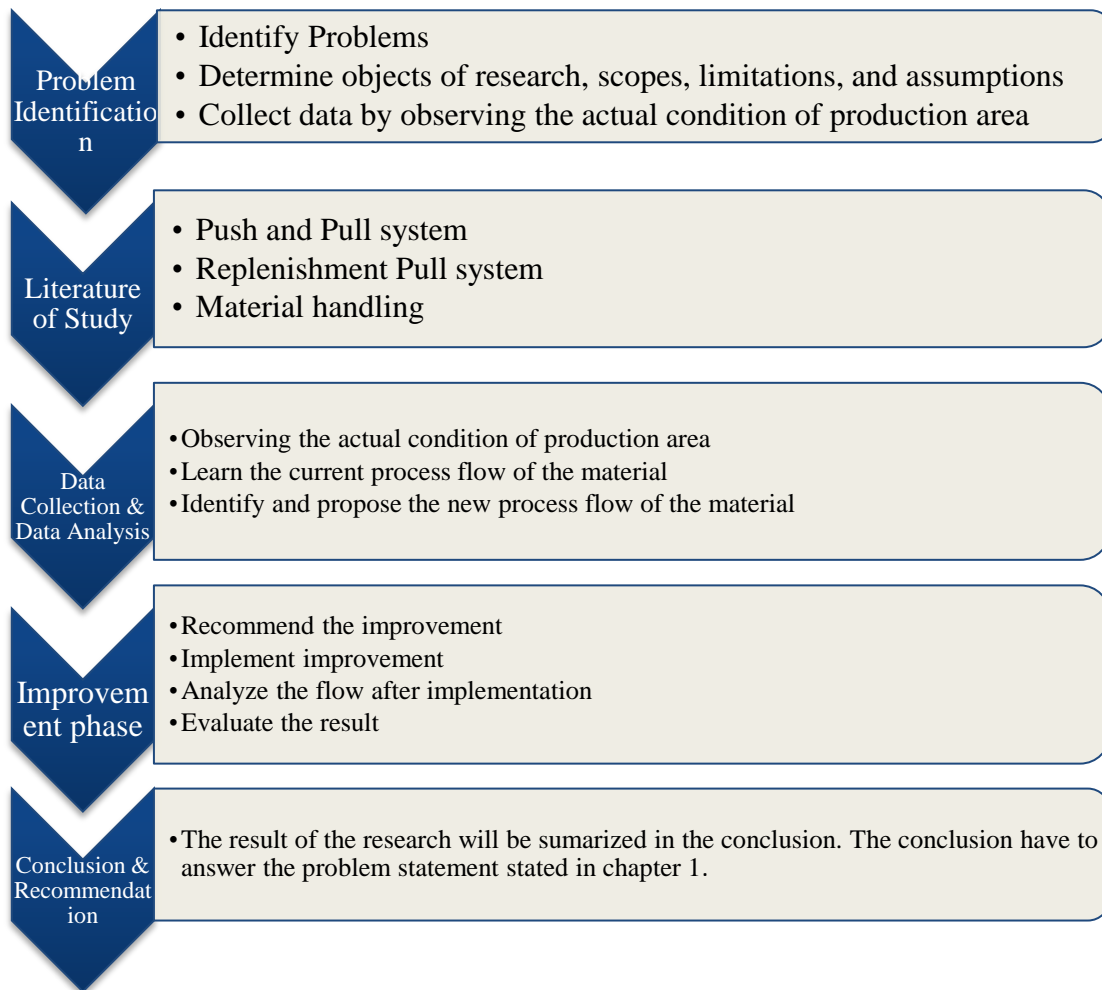 Problem
Identificatio
n
• Identify Problems
• Determine objects of research, scopes, limitations, and assumptions
• Collect data by observing the actual condition of production area
Literature
of Study
• Push and Pull system
• Replenishment Pull system
• Material handling
Data
Collection &
Data Analysis
• Observing the actual condition of production area
• Learn the current process flow of the material
• Identify and propose the new process flow of the material
Improvem
ent phase
• Recommend the improvement
• Implement improvement
• Analyze the flow after implementation
• Evaluate the result
Conclusion &
Recommendat
ion
• The result of the research will be sumarized in the conclusion. The conclusion have to
answer the problem statement stated in chapter 1.